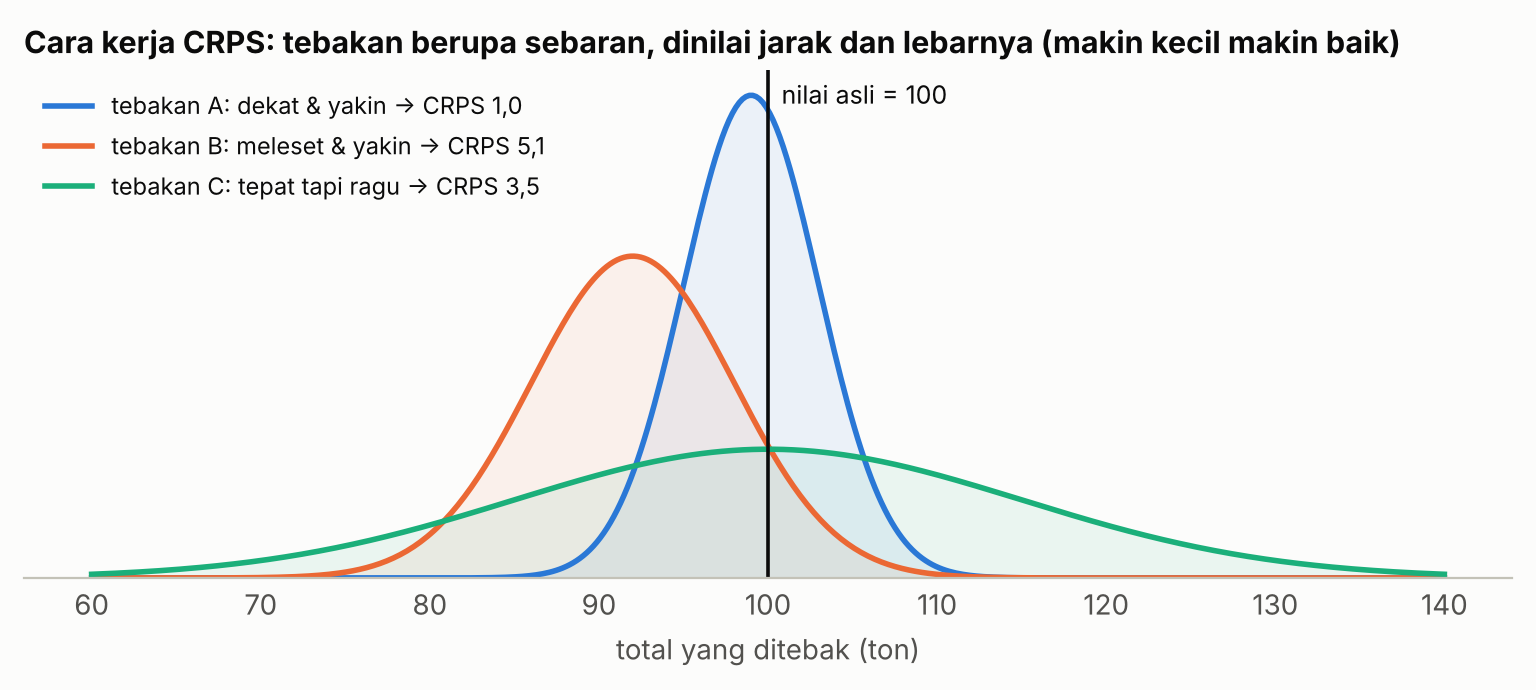 Cara kerja CRPS: tebakan berupa sebaran, dinilai jarak dan lebarnya (makin kecil makin baik)
nilai asli = 100
tebakan A: dekat & yakin → CRPS 1,0
tebakan B: meleset & yakin → CRPS 5,1
tebakan C: tepat tapi ragu → CRPS 3,5
60 70 80 90 100 110 120 130 140
total yang ditebak (ton)